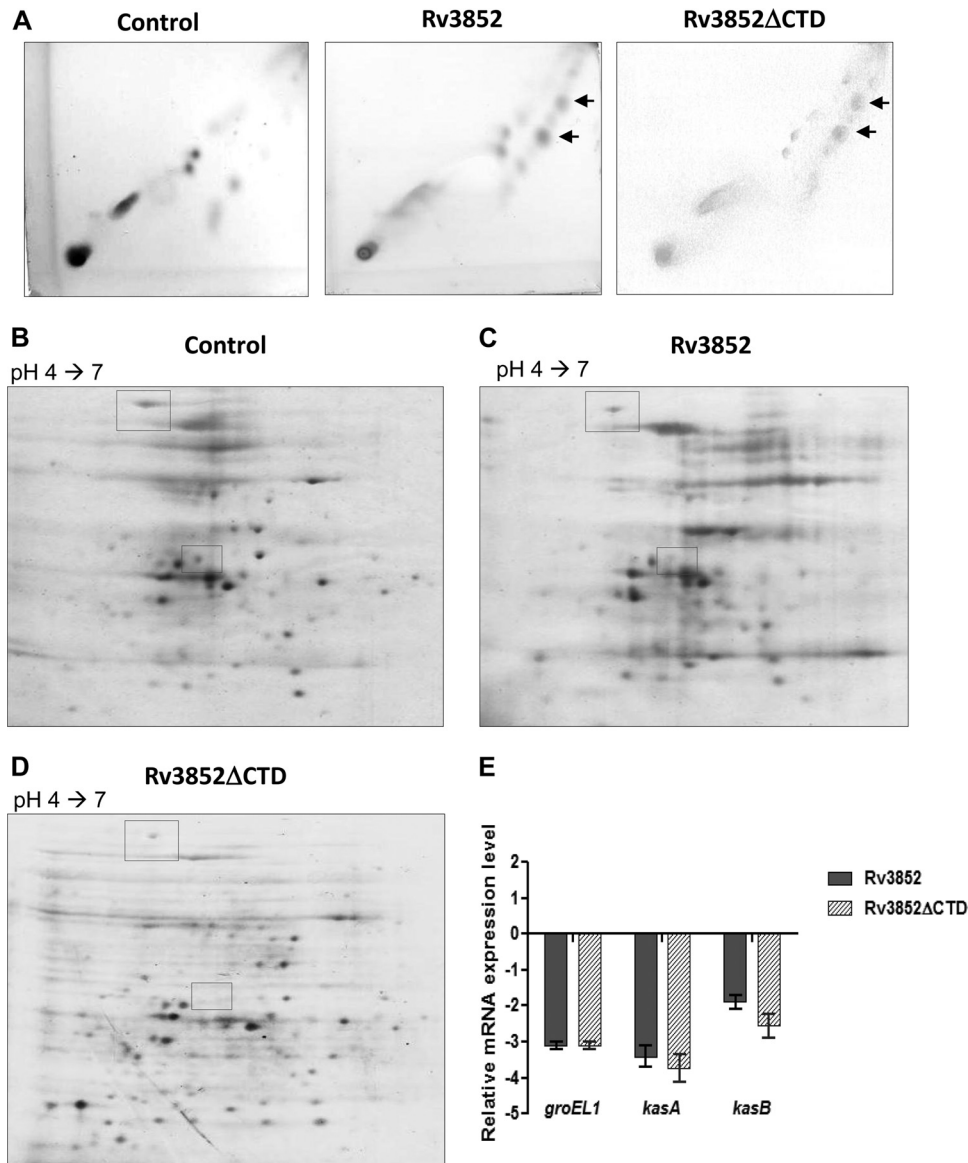 A
Control
Rv3852
Rv3852ΔCTD
B
Control
pH 4 → 7
C
Rv3852
pH 4 → 7
D
Rv3852ΔCTD
pH 4 → 7
E
Relative mRNA expression level
2
1
0
-1
-2
-3
-4
-5
groEL1
kasA
kasB
Rv3852
Rv3852ΔCTD